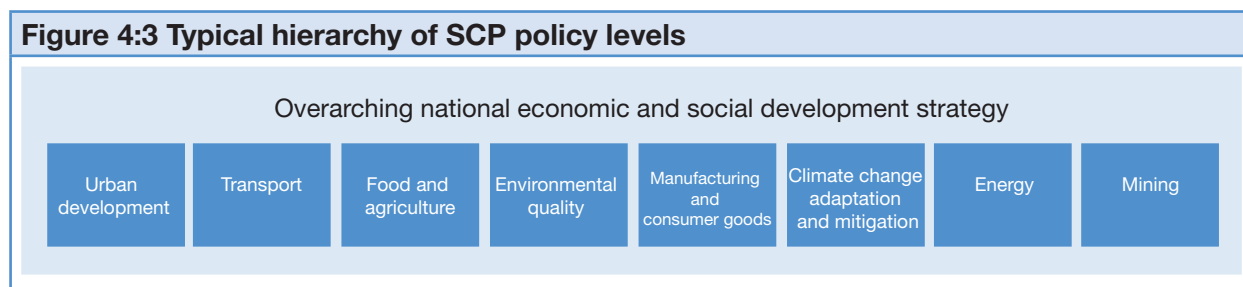 Figure 4:3 Typical hierarchy of SCP policy levels
Overarching national economic and social development strategy
Urban
development
Transport
Food and
agriculture
Environmental
quality
Manufacturing
and
consumer goods
Climate change
adaptation
and mitigation
Energy
Mining